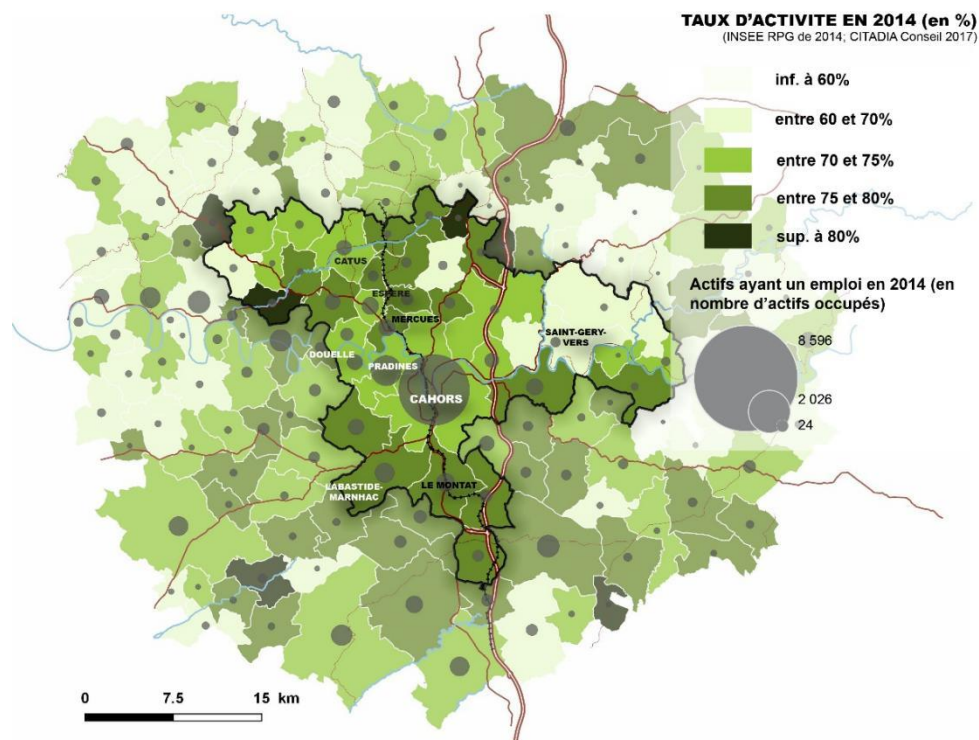 TAUX D'ACTIVITE EN 2014 (en %)
(INSEE RPG de 2014; CITADIA Conseil 2017)
inf. à 60%
entre 60 et 70%
entre 70 et 75%
entre 75 et 80%
sup. à 80%
Actifs ayant un emploi en 2014 (en
nombre d'actifs occupés)
8 596
2 026
24
CATUS
ESPERE
MERCUES
SAINT-GERY-
VERS
DOUELLE
PRADINES
CAHORS
LABASTIDE-
MARNHAC
LE MONTAT
0 7.5 15 km